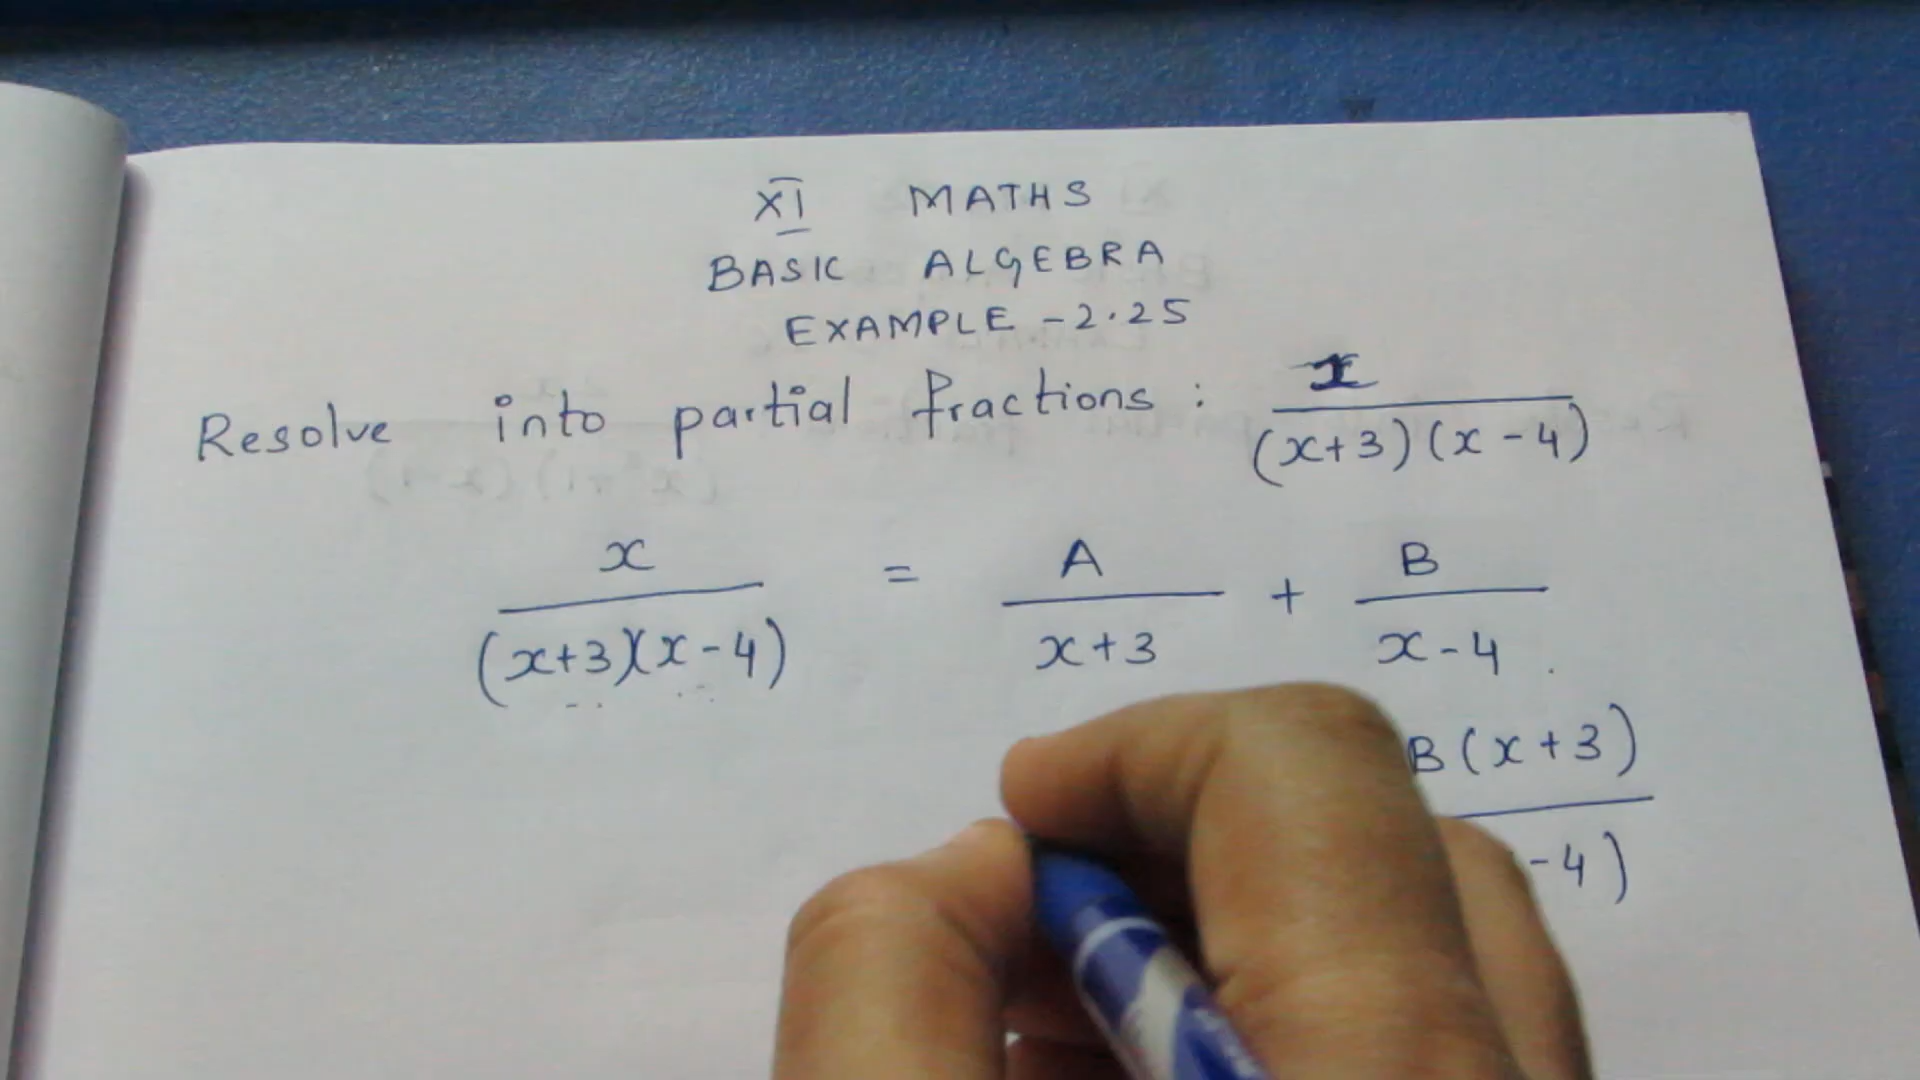 XI MATHS
BASIC ALGEBRA
EXAMPLE - 2.25
Resolve into partial fractions : x / (x+3)(x-4)
x / (x+3)(x-4) = A / x+3 + B / x-4
B(x+3)
-4)